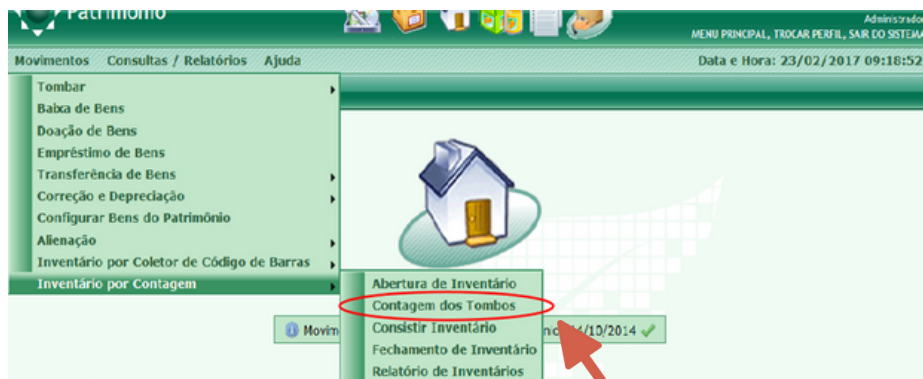 Patrimônio
Administrador
MENU PRINCIPAL, TROCAR PERFIL, SAIR DO SISTEMA
Movimentos Consultas / Relatórios Ajuda
Data e Hora: 23/02/2017 09:18:52
Tombar
Baixa de Bens
Doação de Bens
Empréstimo de Bens
Transferência de Bens
Correção e Depreciação
Configurar Bens do Patrimônio
Alienação
Inventário por Coletor de Código de Barras
Inventário por Contagem
Abertura de Inventário
Contagem dos Tombos
Consistir Inventário
Fechamento de Inventário
Relatório de Inventários
/10/2014